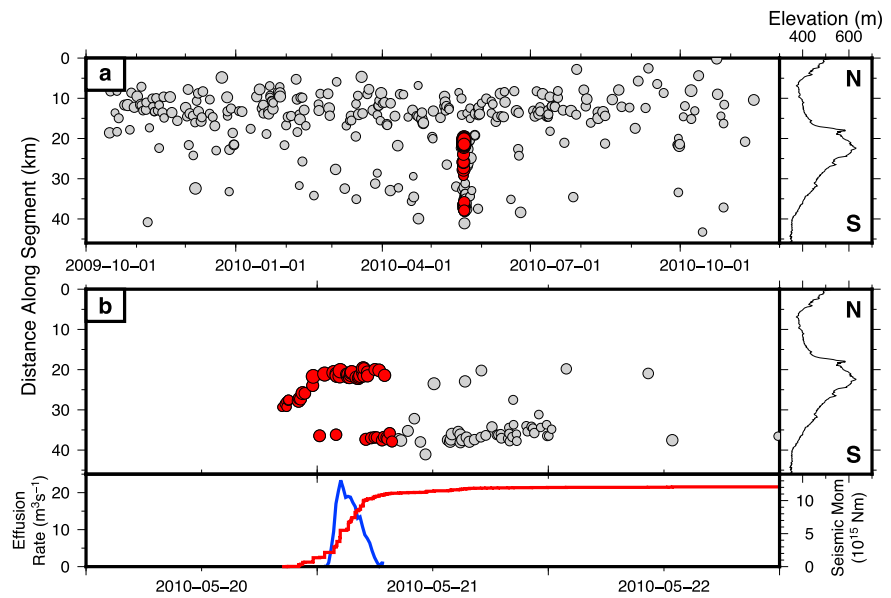 Elevation (m)
400 600
0
a
N
10
20
30
40
S
2009–10–01 2010–01–01 2010–04–01 2010–07–01 2010–10–01
Distance Along Segment (km)
0
b
N
10
20
30
40
S
Effusion
Rate (m³s⁻¹)
20
10
0
10
5
0
Seismic Mom
(10¹⁵ Nm)
2010–05–20 2010–05–21 2010–05–22